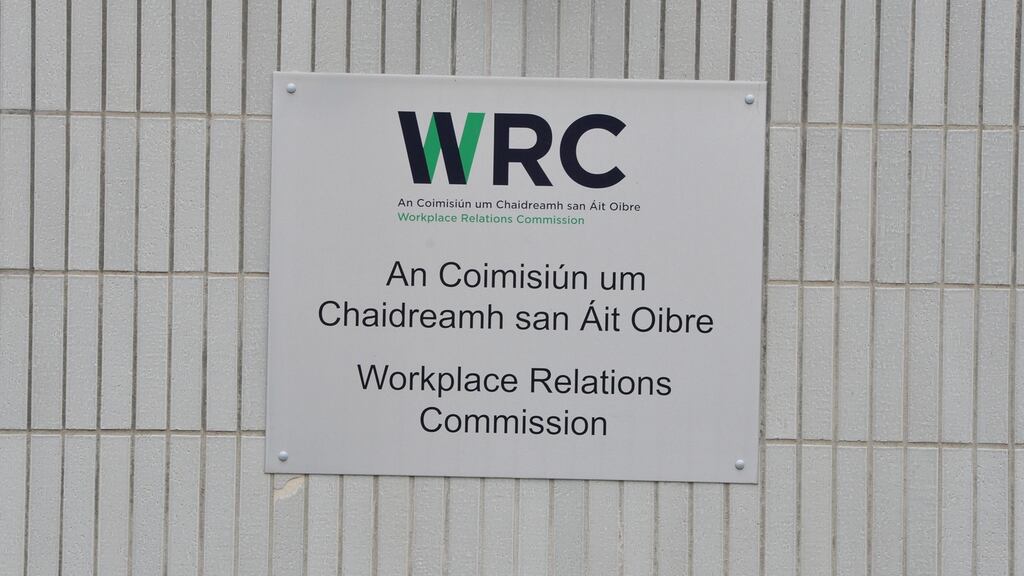 WRC
An Coimisiún um Chaidreamh san Áit Oibre
Workplace Relations Commission
An Coimisiún um
Chaidreamh san Áit Oibre
Workplace Relations
Commission